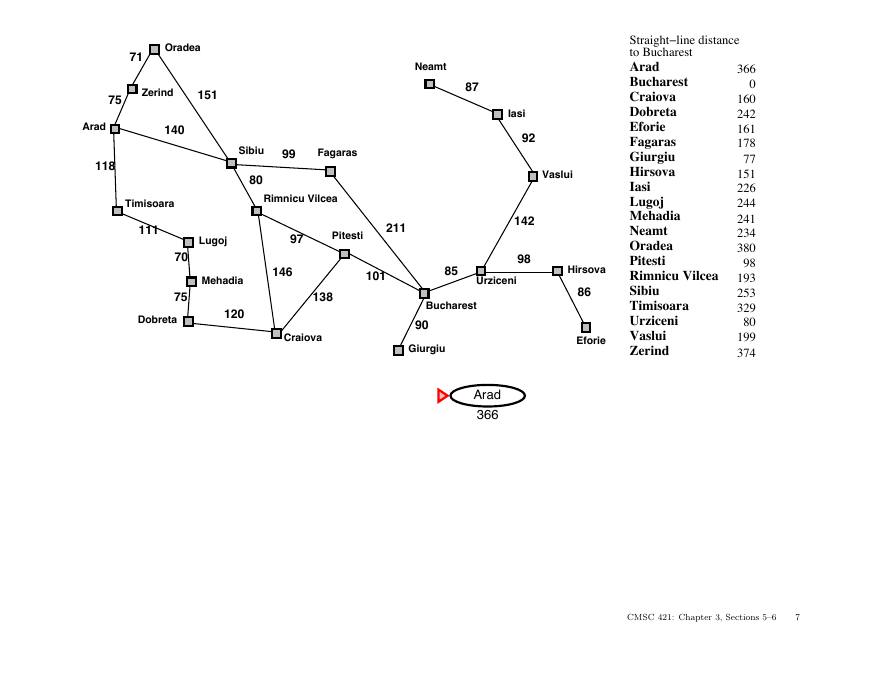 Oradea
71
Neamt
Zerind
87
151
75
Iasi
Arad
140
92
Sibiu
99
Fagaras
118
80
Vaslui
Timisoara
Rimnicu Vilcea
142
111
Lugoj
97
Pitesti
211
70
98
Hirsova
146
101
85
Urziceni
Mehadia
86
75
138
Bucharest
Dobreta
120
90
Craiova
Eforie
Giurgiu
Straight−line distance
to Bucharest
Arad 366
Bucharest 0
Craiova 160
Dobreta 242
Eforie 161
Fagaras 178
Giurgiu 77
Hirsova 151
Iasi 226
Lugoj 244
Mehadia 241
Neamt 234
Oradea 380
Pitesti 98
Rimnicu Vilcea 193
Sibiu 253
Timisoara 329
Urziceni 80
Vaslui 199
Zerind 374
Arad
366
CMSC 421: Chapter 3, Sections 5–6 7